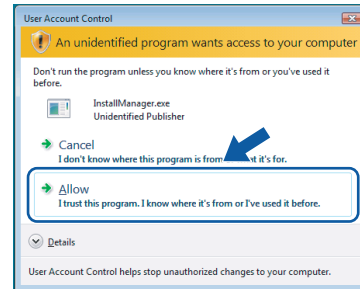 User Account Control
An unidentified program wants access to your computer
Don't run the program unless you know where it's from or you've used it
before.
InstallManager.exe
Unidentified Publisher
Cancel
I don't know where this program is from it's for.
Allow
I trust this program. I know where it's from or I've used it before.
Details
User Account Control helps stop unauthorized changes to your computer.